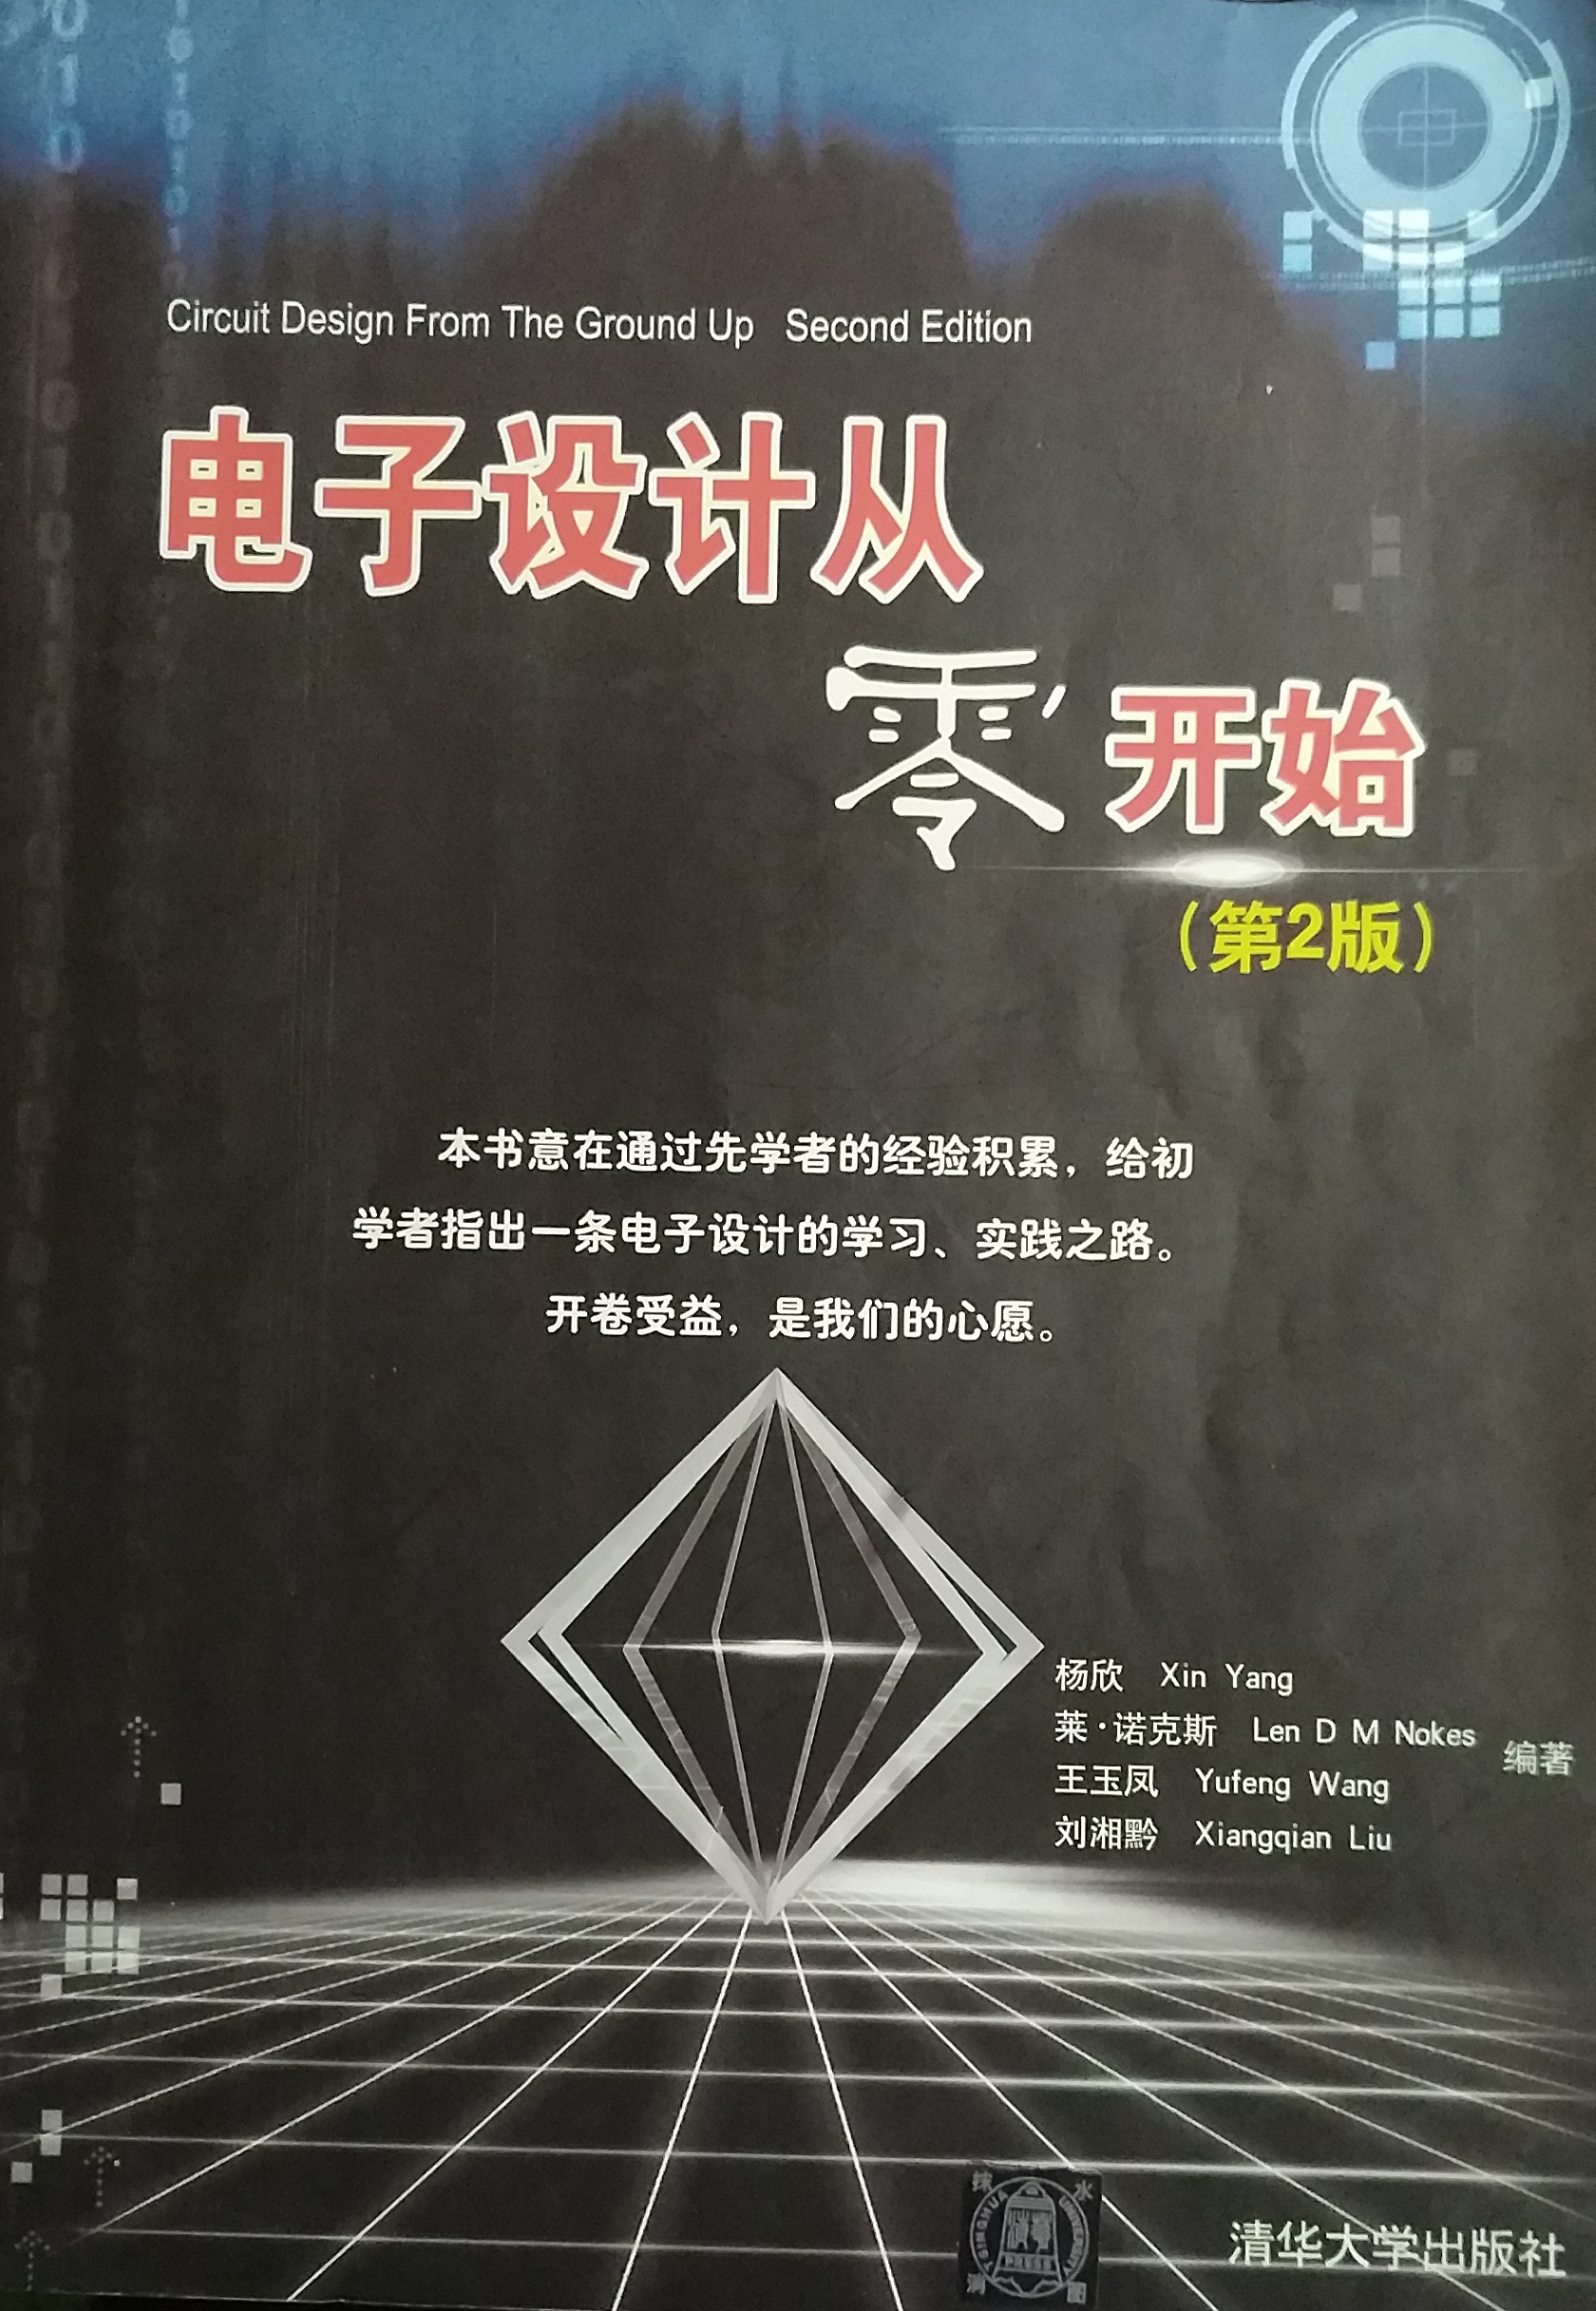 Circuit Design From The Ground Up Second Edition
电子设计从
零开始
（第2版）
本书意在通过先学者的经验积累，给初
学者指出一条电子设计的学习、实践之路。
开卷受益，是我们的心愿。
杨欣 Xin Yang
莱·诺克斯 Len D M Nokes
编著
王玉凤 Yufeng Wang
刘湘黔 Xiangqian Liu
TSINGHUA UNIVERSITY
PRESS
清华大学出版社